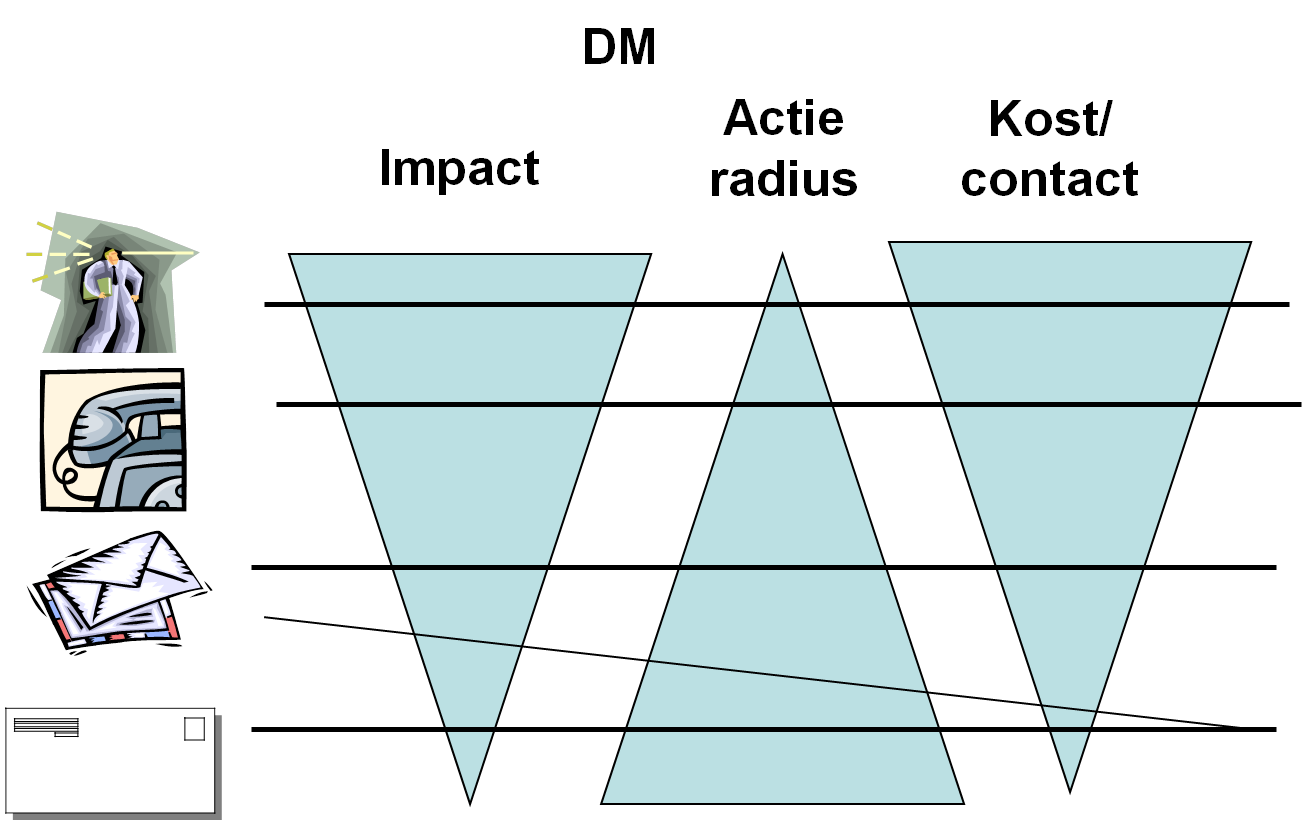 DM
Impact
Actie
radius
Kost/
contact